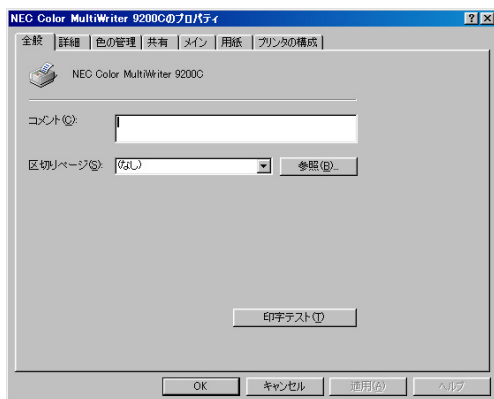 NEC Color MultiWriter 9200Cのプロパティ
全般 詳細 色の管理 共有 メイン 用紙 プリンタの構成
NEC Color MultiWriter 9200C
コメント(C):
区切りページ(S): (なし) 参照(B)...
印字テスト(T)
OK キャンセル 適用(A) ヘルプ